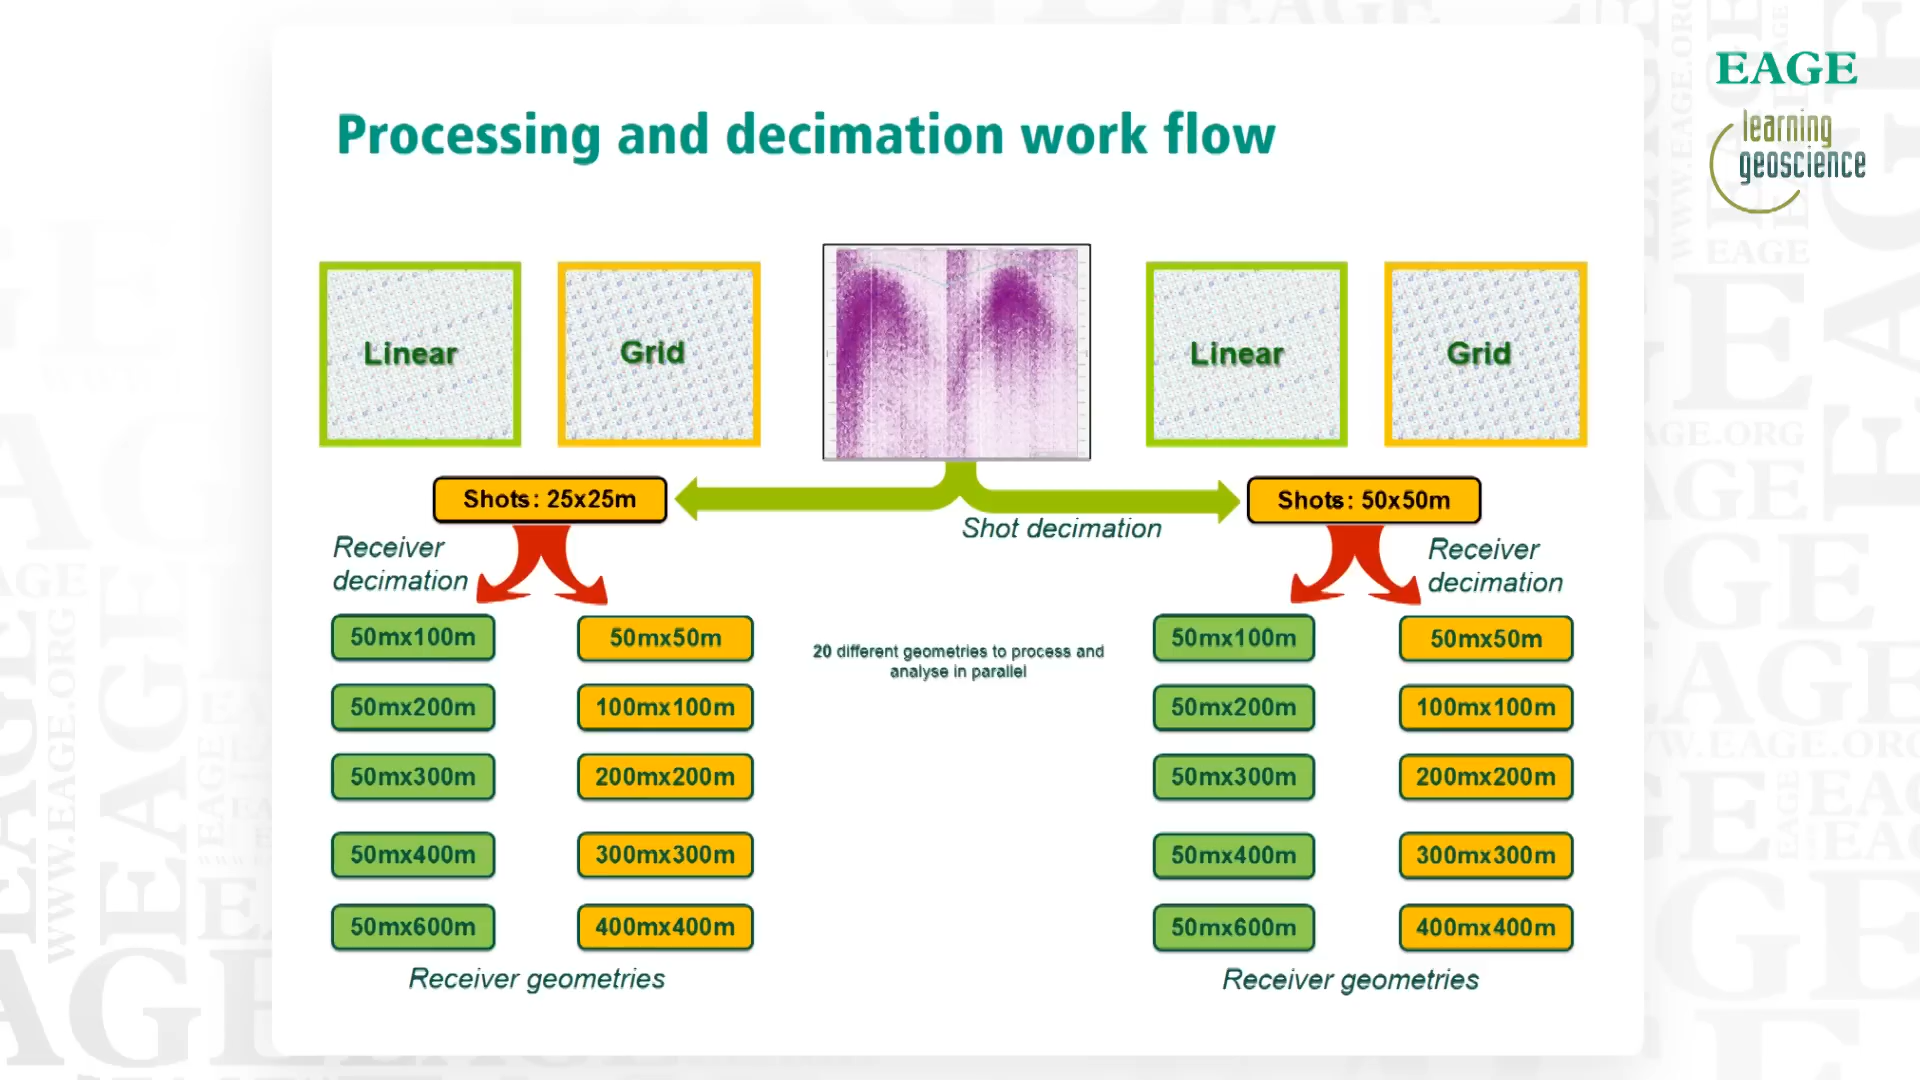 EAGE
learning
geoscience
Processing and decimation work flow
Linear
Grid
Linear
Grid
Shots: 25x25m
Shots: 50x50m
Shot decimation
Receiver
decimation
Receiver
decimation
50mx100m
50mx50m
50mx200m
100mx100m
50mx300m
200mx200m
50mx400m
300mx300m
50mx600m
400mx400m
Receiver geometries
20 different geometries to process and
analyse in parallel
50mx100m
50mx50m
50mx200m
100mx100m
50mx300m
200mx200m
50mx400m
300mx300m
50mx600m
400mx400m
Receiver geometries